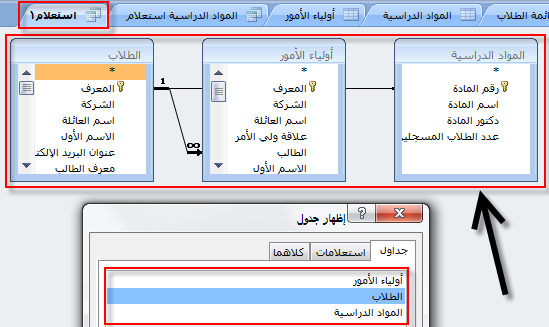 ائمة الطلاب
المواد الدراسية
أولياء الأمور
المواد الدراسية استعلام
استعلام١
المواد الدراسية
*
رقم المادة
اسم المادة
دكتور المادة
عدد الطلاب المسجلين
أولياء الأمور
*
المعرف
الشركة
اسم العائلة
علاقة ولي الأمر
الطالب
الاسم الأول
الطلاب
*
المعرف
الشركة
اسم العائلة
الاسم الأول
عنوان البريد الإلكت
معرف الطالب
1
∞
إظهار جدول
جداول
استعلامات
كلاهما
أولياء الأمور
الطلاب
المواد الدراسية